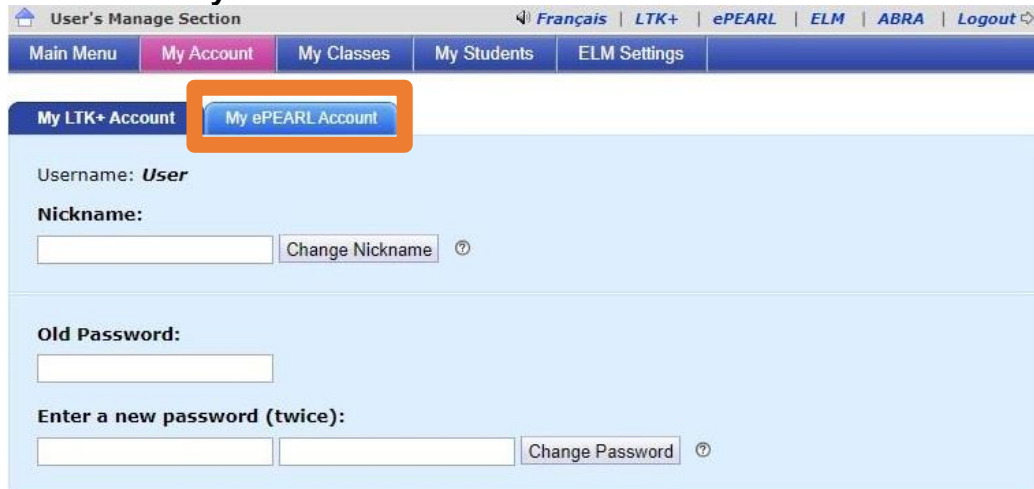 User's Manage Section Français | LTK+ | ePEARL | ELM | ABRA | Logout
Main Menu My Account My Classes My Students ELM Settings
My LTK+ Account My ePEARL Account
Username: User
Nickname:
Change Nickname ?
Old Password:
Enter a new password (twice):
Change Password ?